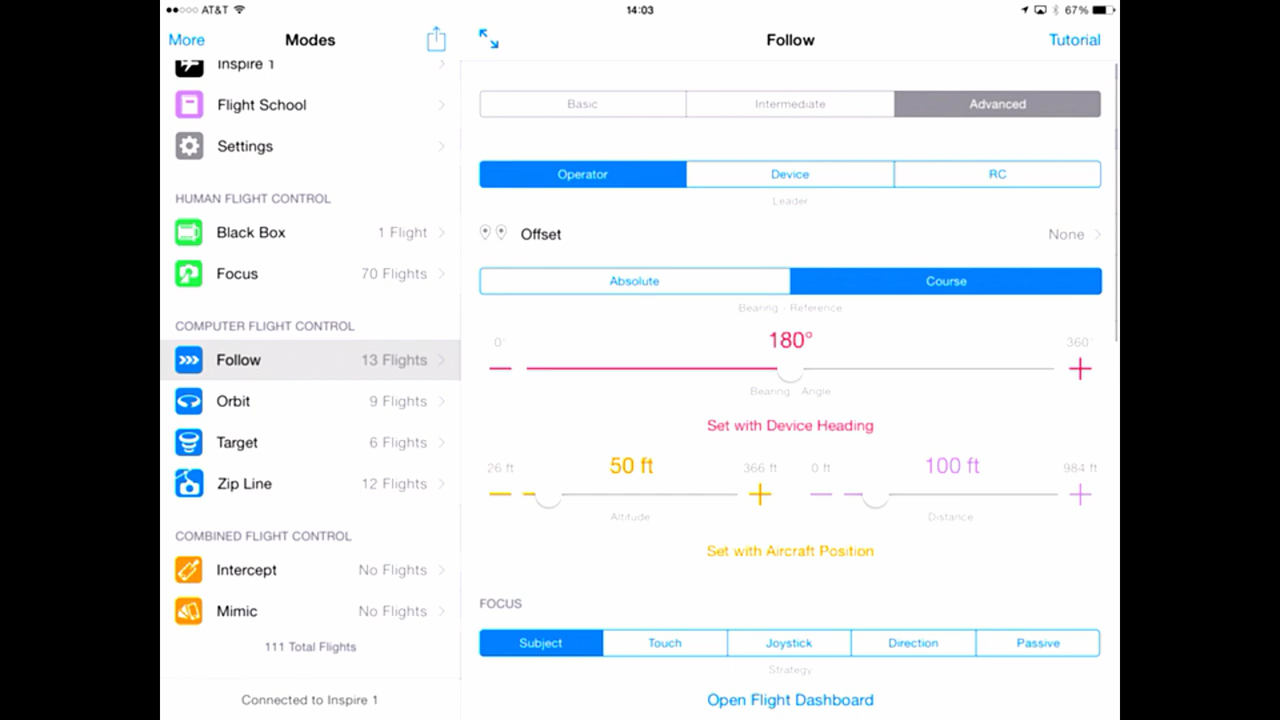 AT&T 14:03 67%
More Modes Follow Tutorial
Inspire 1
Flight School
Settings
HUMAN FLIGHT CONTROL
Black Box 1 Flight
Focus 70 Flights
COMPUTER FLIGHT CONTROL
Follow 13 Flights
Orbit 9 Flights
Target 6 Flights
Zip Line 12 Flights
COMBINED FLIGHT CONTROL
Intercept No Flights
Mimic No Flights
111 Total Flights
Connected to Inspire 1
Basic Intermediate Advanced
Operator Device RC
Leader
Offset None
Absolute Course
Bearing - Reference
0° 180° 360°
Bearing Angle
Set with Device Heading
26 ft 50 ft 366 ft 0 ft 100 ft 984 ft
Altitude Distance
Set with Aircraft Position
FOCUS
Subject Touch Joystick Direction Passive
Strategy
Open Flight Dashboard